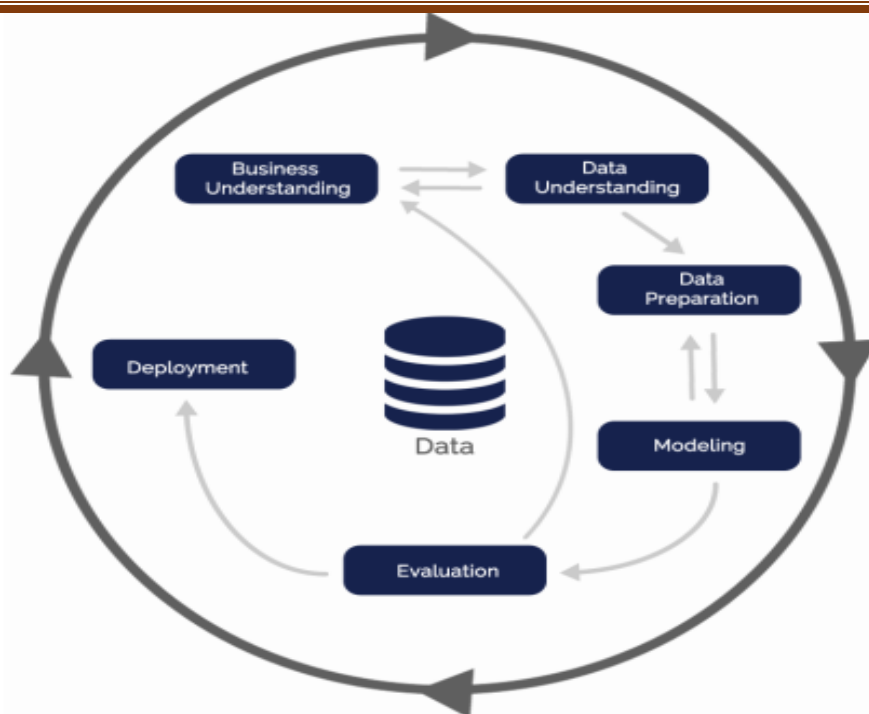 Business
Understanding
Data
Understanding
Data
Preparation
Deployment
Data
Modeling
Evaluation